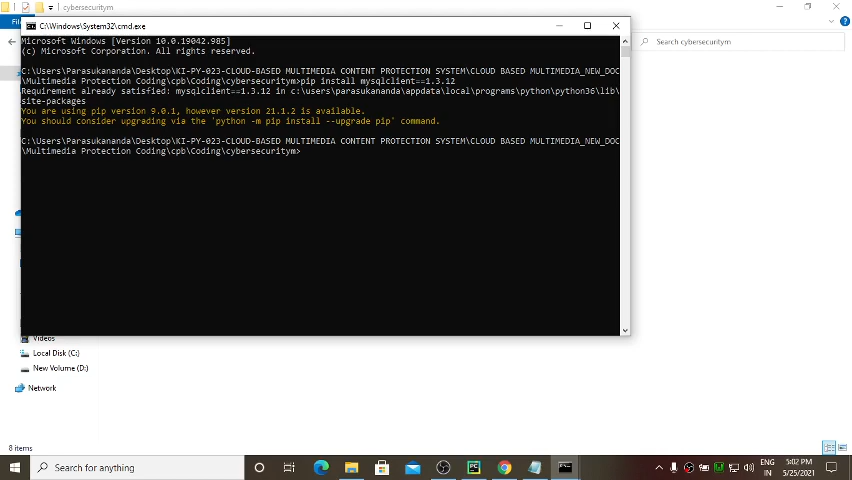 cybersecuritym
File
C:\Windows\System32\cmd.exe
Search cybersecuritym
Microsoft Windows [Version 10.0.19042.985]
(c) Microsoft Corporation. All rights reserved.
C:\Users\Parasukananda\Desktop\KI-PY-023-CLOUD-BASED MULTIMEDIA CONTENT PROTECTION SYSTEM\CLOUD BASED MULTIMEDIA_NEW_DOC
\Multimedia Protection Coding\cpb\Coding\cybersecuritym>pip install mysqlclient==1.3.12
Requirement already satisfied: mysqlclient==1.3.12 in c:\users\parasukananda\appdata\local\programs\python\python36\lib\
site-packages
You are using pip version 9.0.1, however version 21.1.2 is available.
You should consider upgrading via the 'python -m pip install --upgrade pip' command.
C:\Users\Parasukananda\Desktop\KI-PY-023-CLOUD-BASED MULTIMEDIA CONTENT PROTECTION SYSTEM\CLOUD BASED MULTIMEDIA_NEW_DOC
\Multimedia Protection Coding\cpb\Coding\cybersecuritym>
Videos
Local Disk (C:)
New Volume (D:)
Network
8 items
Search for anything
ENG
IN
5:02 PM
5/25/2021